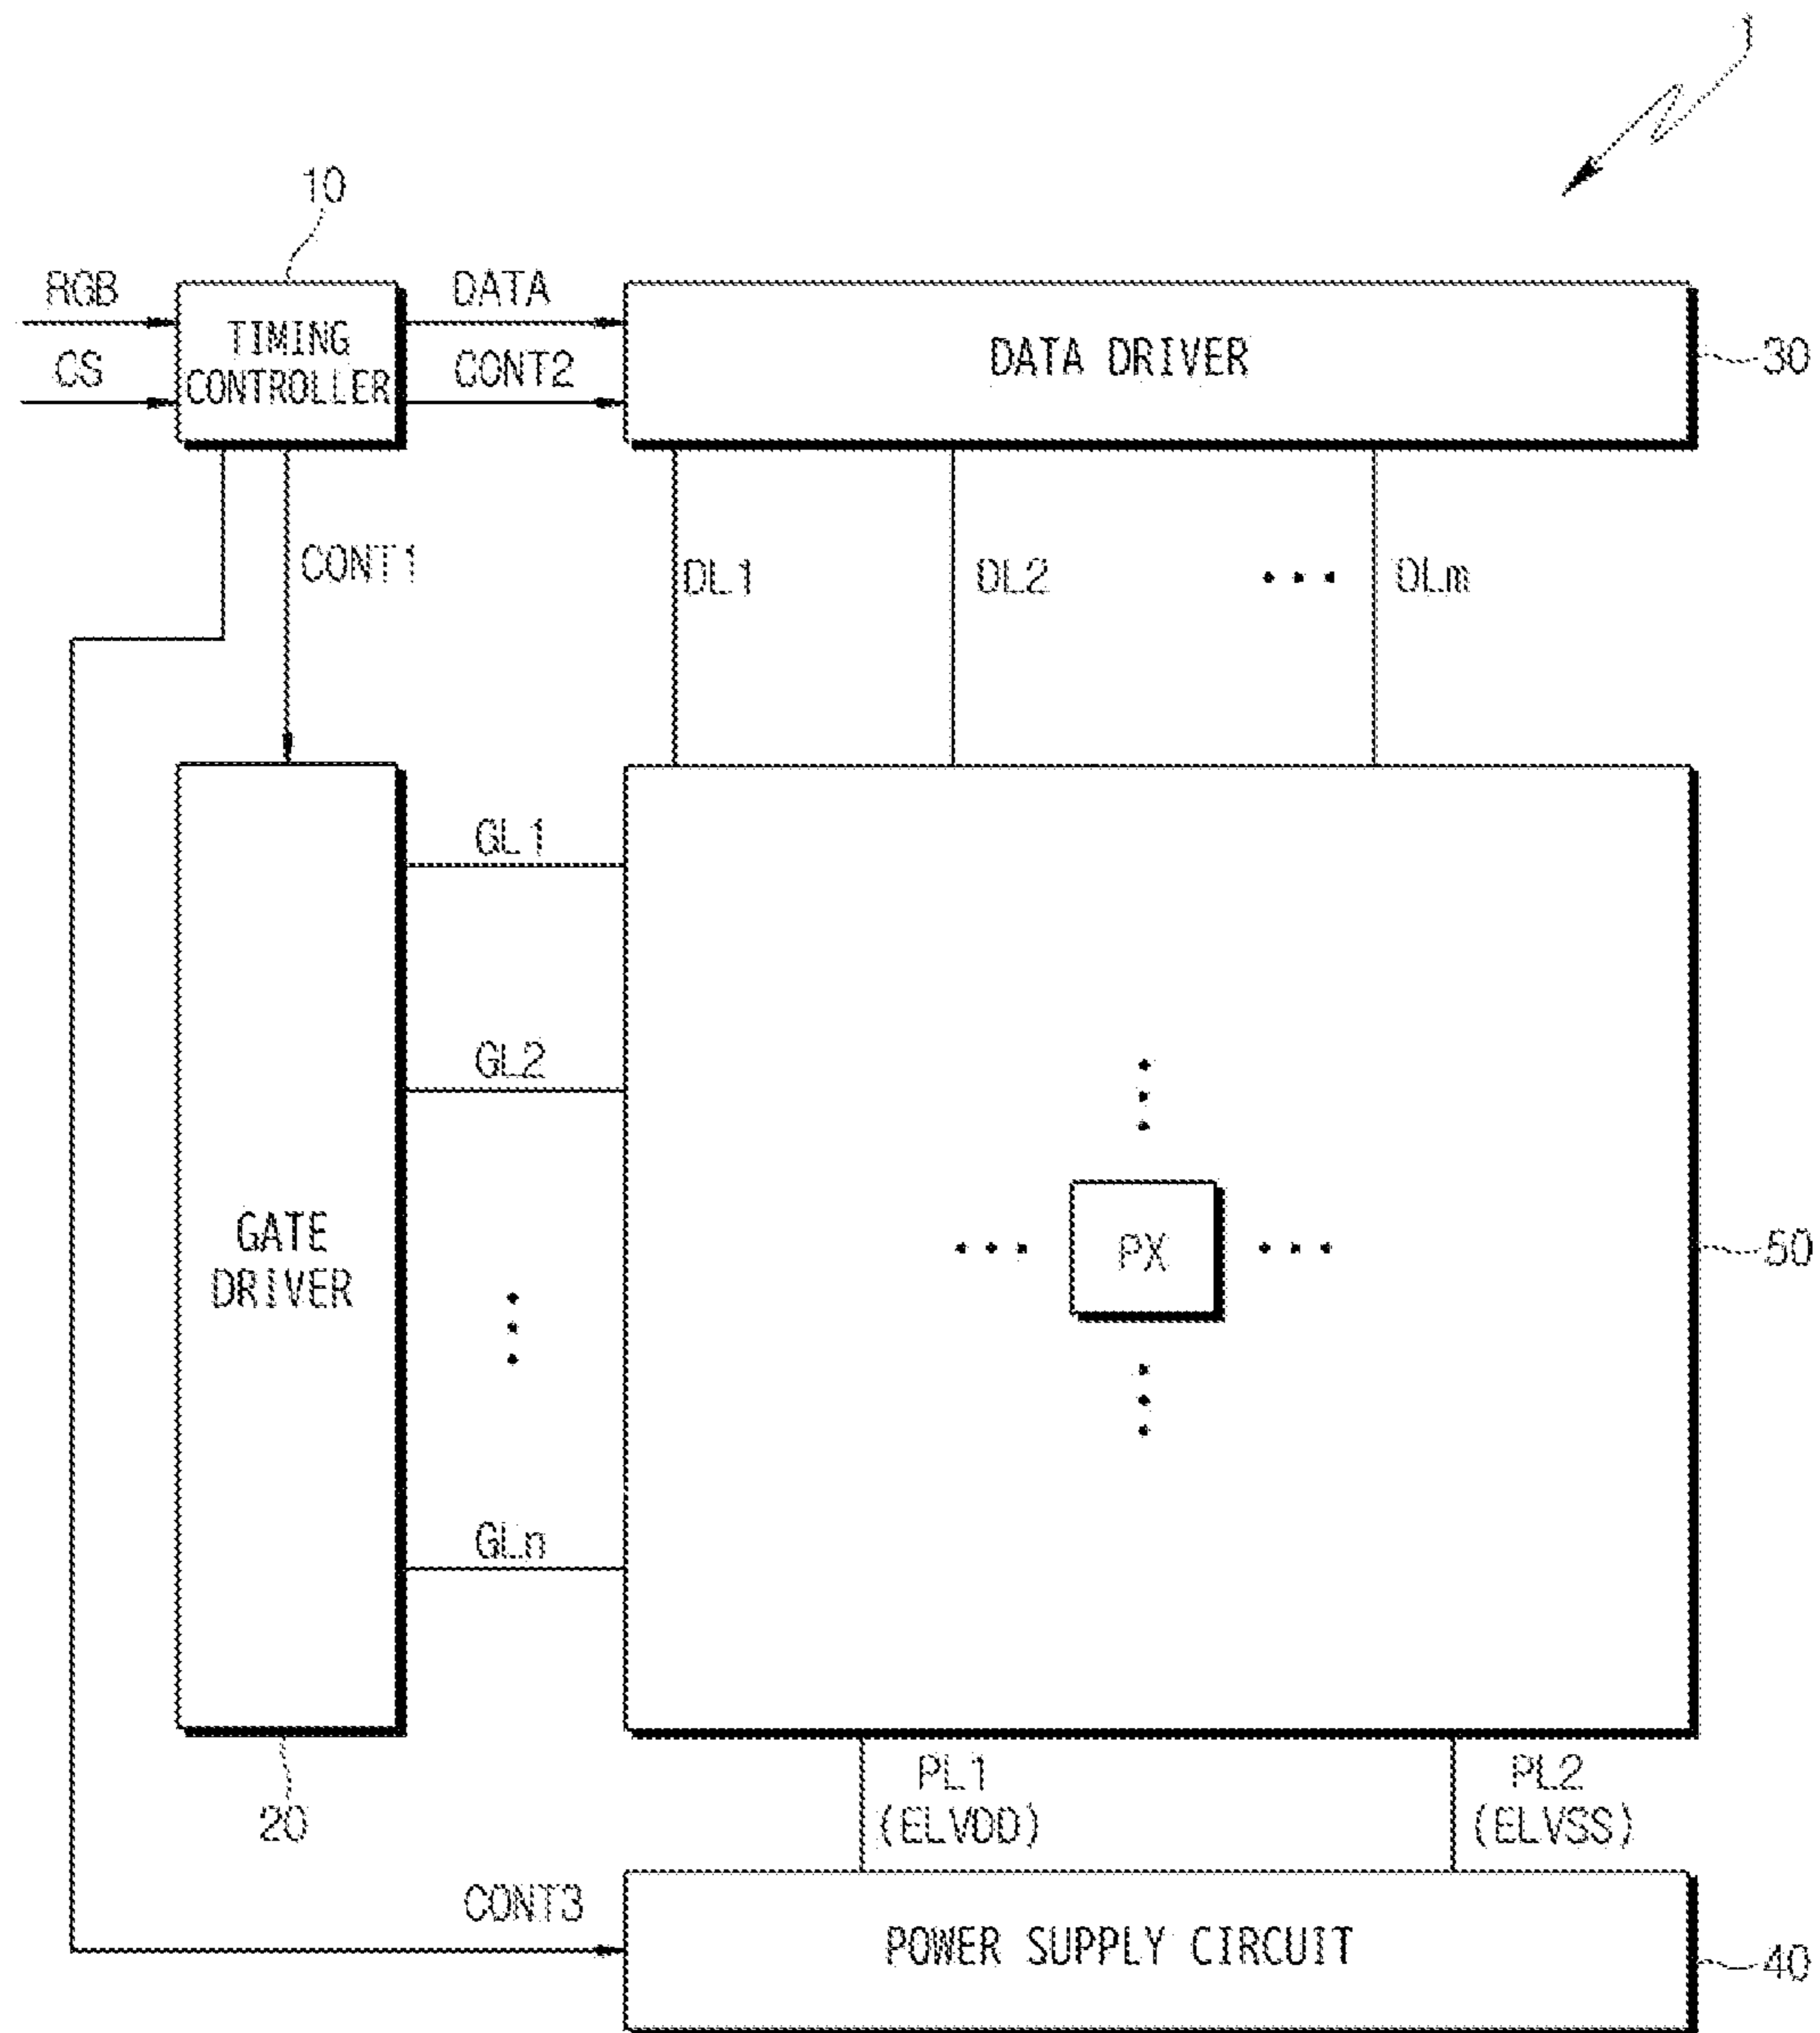 1
10
RGB
DATA
TIMING
CONTROLLER
DATA DRIVER
30
CS
CONT2
CONT1
DL1
DL2
• • •
DLm
GL1
GL2
GATE
DRIVER
PX
50
GLn
20
PL1
(ELVDD)
PL2
(ELVSS)
CONT3
POWER SUPPLY CIRCUIT
40